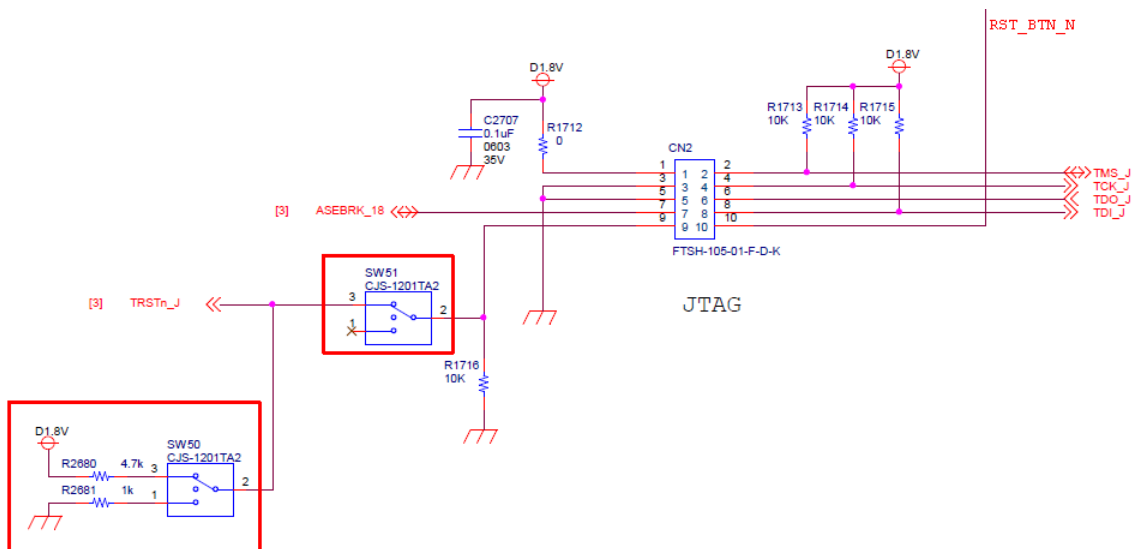 RST_BTN_N
D1.8V
D1.8V
C2707
0.1uF
0603
35V
R1712
0
R1713
10K
R1714
10K
R1715
10K
CN2
1 1 2 2
3 3 4 4
5 5 6 6
7 7 8 8
9 9 10 10
TMS_J
TCK_J
TDO_J
TDI_J
[3] ASEBRK_18
FTSH-105-01-F-D-K
JTAG
SW51
CJS-1201TA2
3
1
2
[3] TRSTn_J
R1716
10K
D1.8V
SW50
CJS-1201TA2
R2680 4.7k 3
R2681 1k 1
2